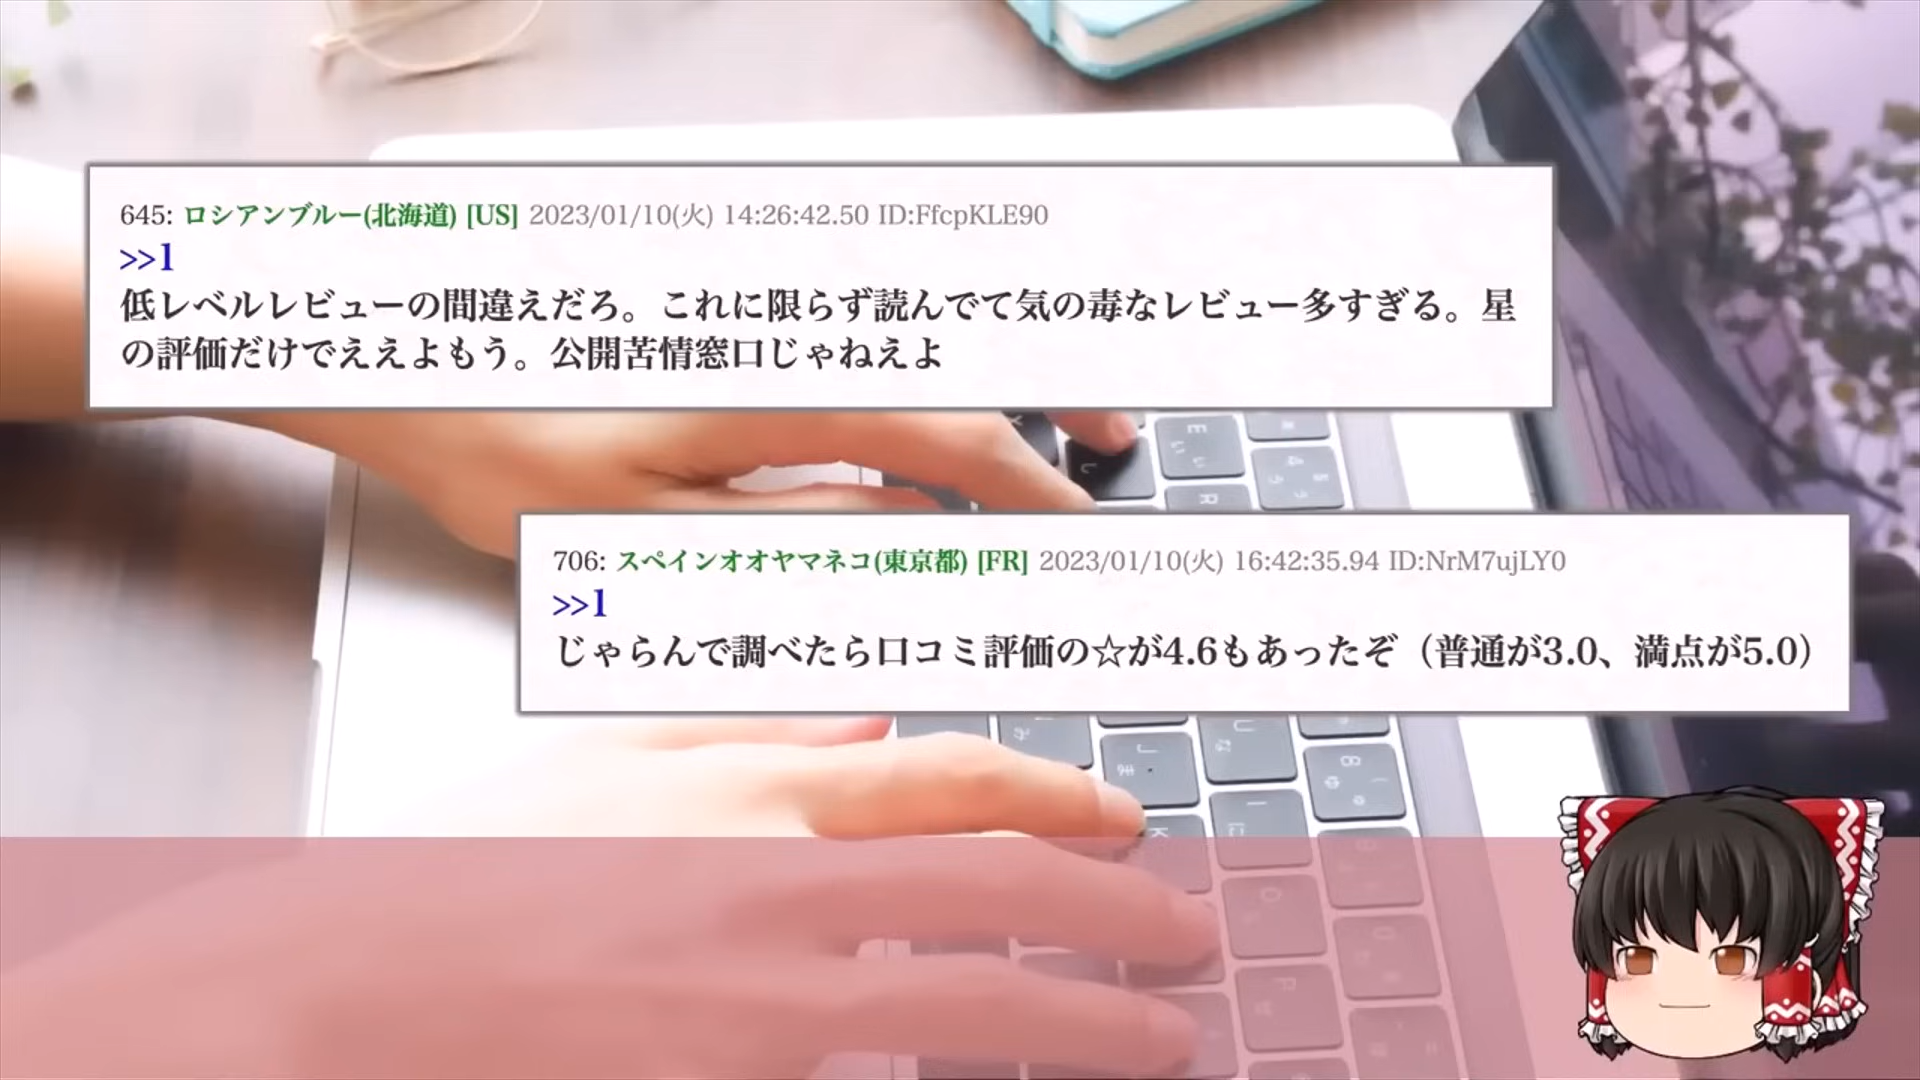 645: ロシアンブルー(北海道) [US] 2023/01/10(火) 14:26:42.50 ID:FfcpKLE90
>>1
低レベルレビューの間違えだろ。これに限らず読んでて気の毒なレビュー多すぎる。星
の評価だけでええよもう。公開苦情窓口じゃねえよ
706: スペインオオヤマネコ(東京都) [FR] 2023/01/10(火) 16:42:35.94 ID:NrM7ujLY0
>>1
じゃらんで調べたら口コミ評価の☆が4.6もあったぞ（普通が3.0、満点が5.0）